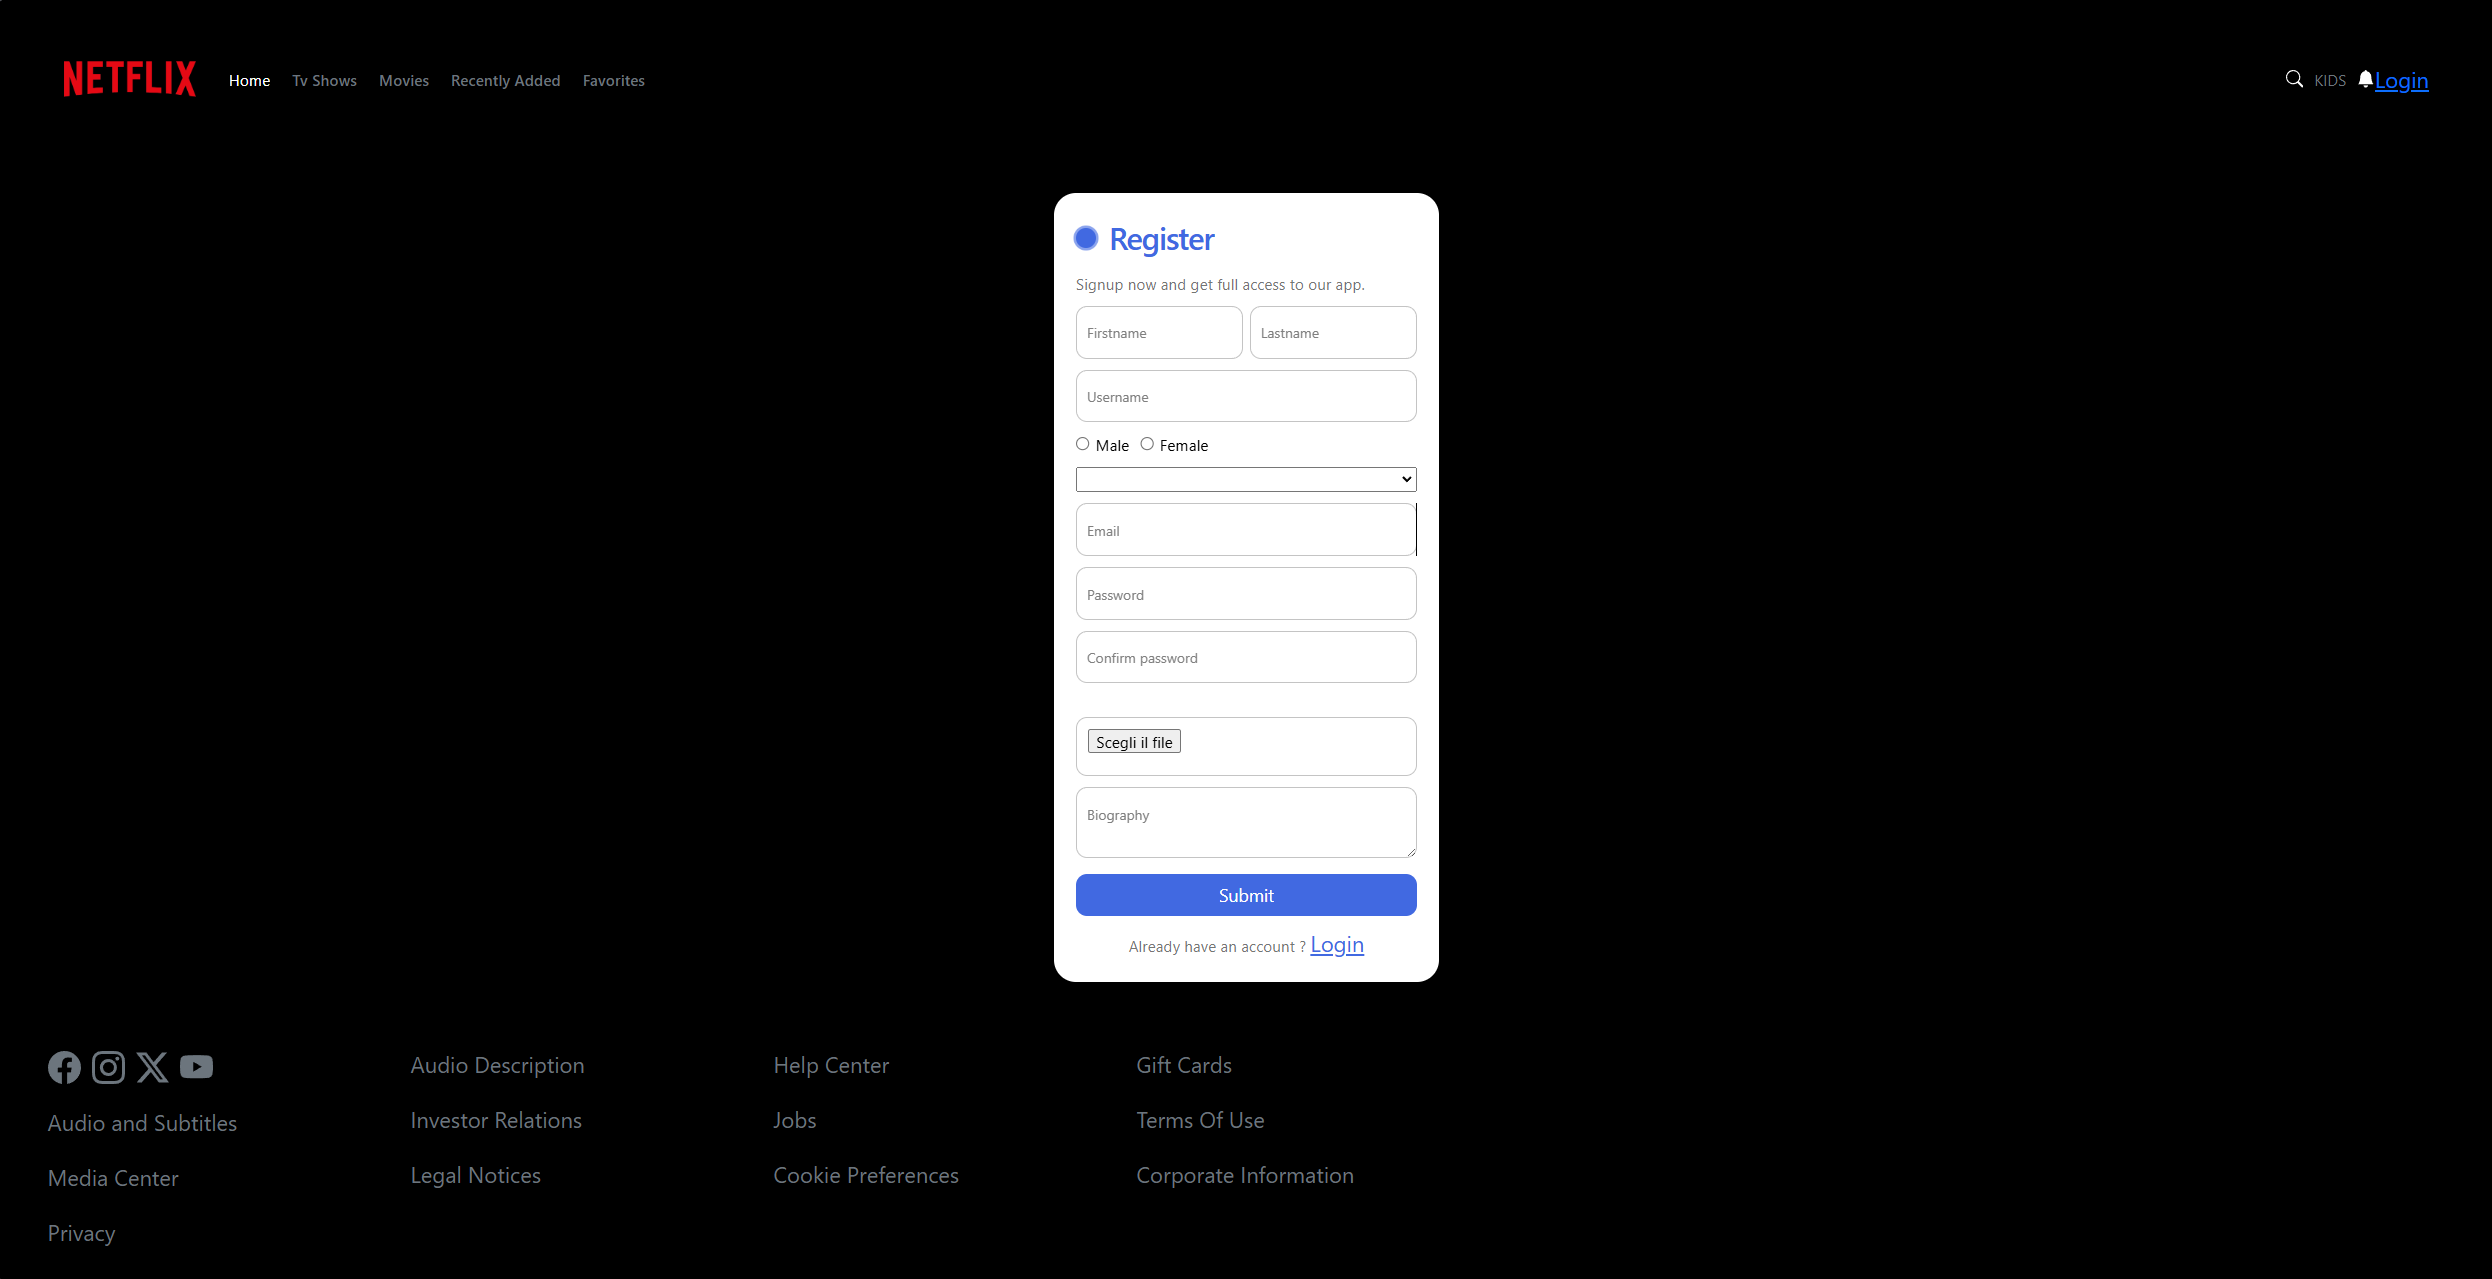 NETFLIX Home Tv Shows Movies Recently Added Favorites KIDS Login
Register
Signup now and get full access to our app.
Firstname Lastname
Username
Male Female
Email
Password
Confirm password
Scegli il file
Biography
Submit
Already have an account ? Login
Audio and Subtitles
Media Center
Privacy
Audio Description
Investor Relations
Legal Notices
Help Center
Jobs
Cookie Preferences
Gift Cards
Terms Of Use
Corporate Information